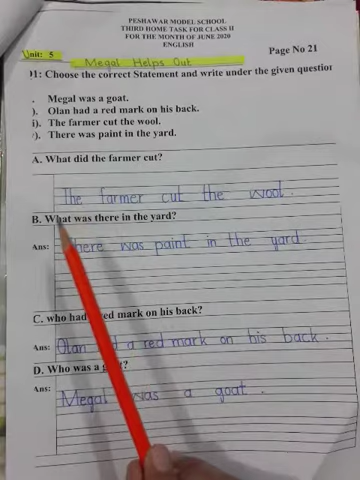 PESHAWAR MODEL SCHOOL
THIRD HOME TASK FOR CLASS II
FOR THE MONTH OF JUNE 2020
ENGLISH
Page No 21
Unit: 5
Megal Helps Out
Q1: Choose the correct Statement and write under the given question
. Megal was a goat.
). Olan had a red mark on his back.
i). The farmer cut the wool.
). There was paint in the yard.
A. What did the farmer cut?
The farmer cut the wool.
B. What was there in the yard?
Ans: There was paint in the yard.
C. who had red mark on his back?
Ans: Olan a red mark on his back.
D. Who was a
Ans: Megal was a goat.